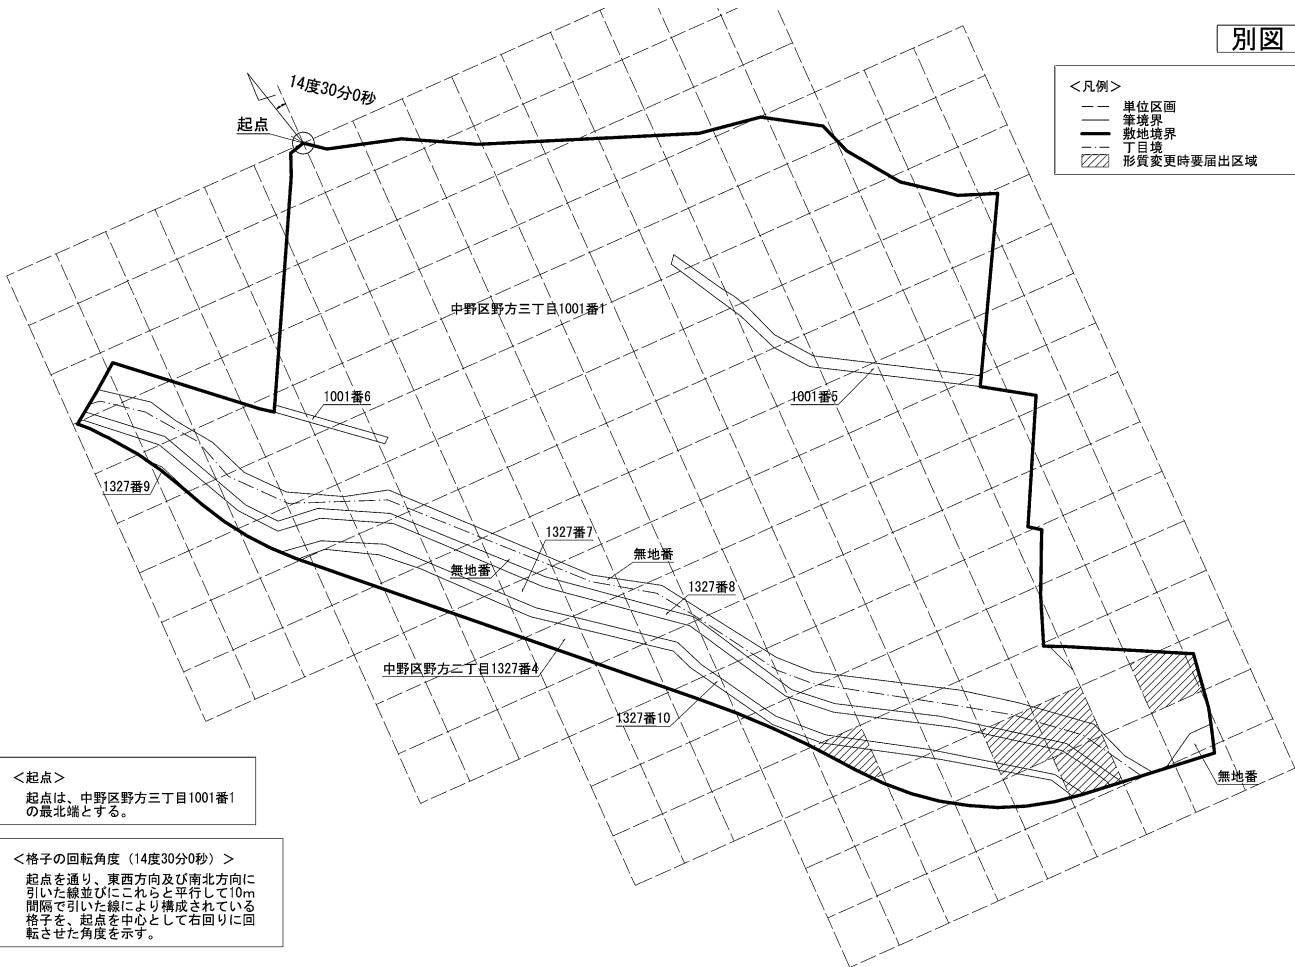 別図
14度30分0秒
起点
＜凡例＞
単位区画
筆境界
敷地境界
丁目境
形質変更時要届出区域
中野区野方三丁目1001番1
1001番6
1001番5
1327番9
1327番7
無地番
無地番
1327番8
中野区野方二丁目1327番4
1327番10
無地番
＜起点＞
起点は、中野区野方三丁目1001番1
の最北端とする。
＜格子の回転角度（14度30分0秒）＞
起点を通り、東西方向及び南北方向に
引いた線並びにこれらと平行して10m
間隔で引いた線により構成されている
格子を、起点を中心として右回りに回
転させた角度を示す。